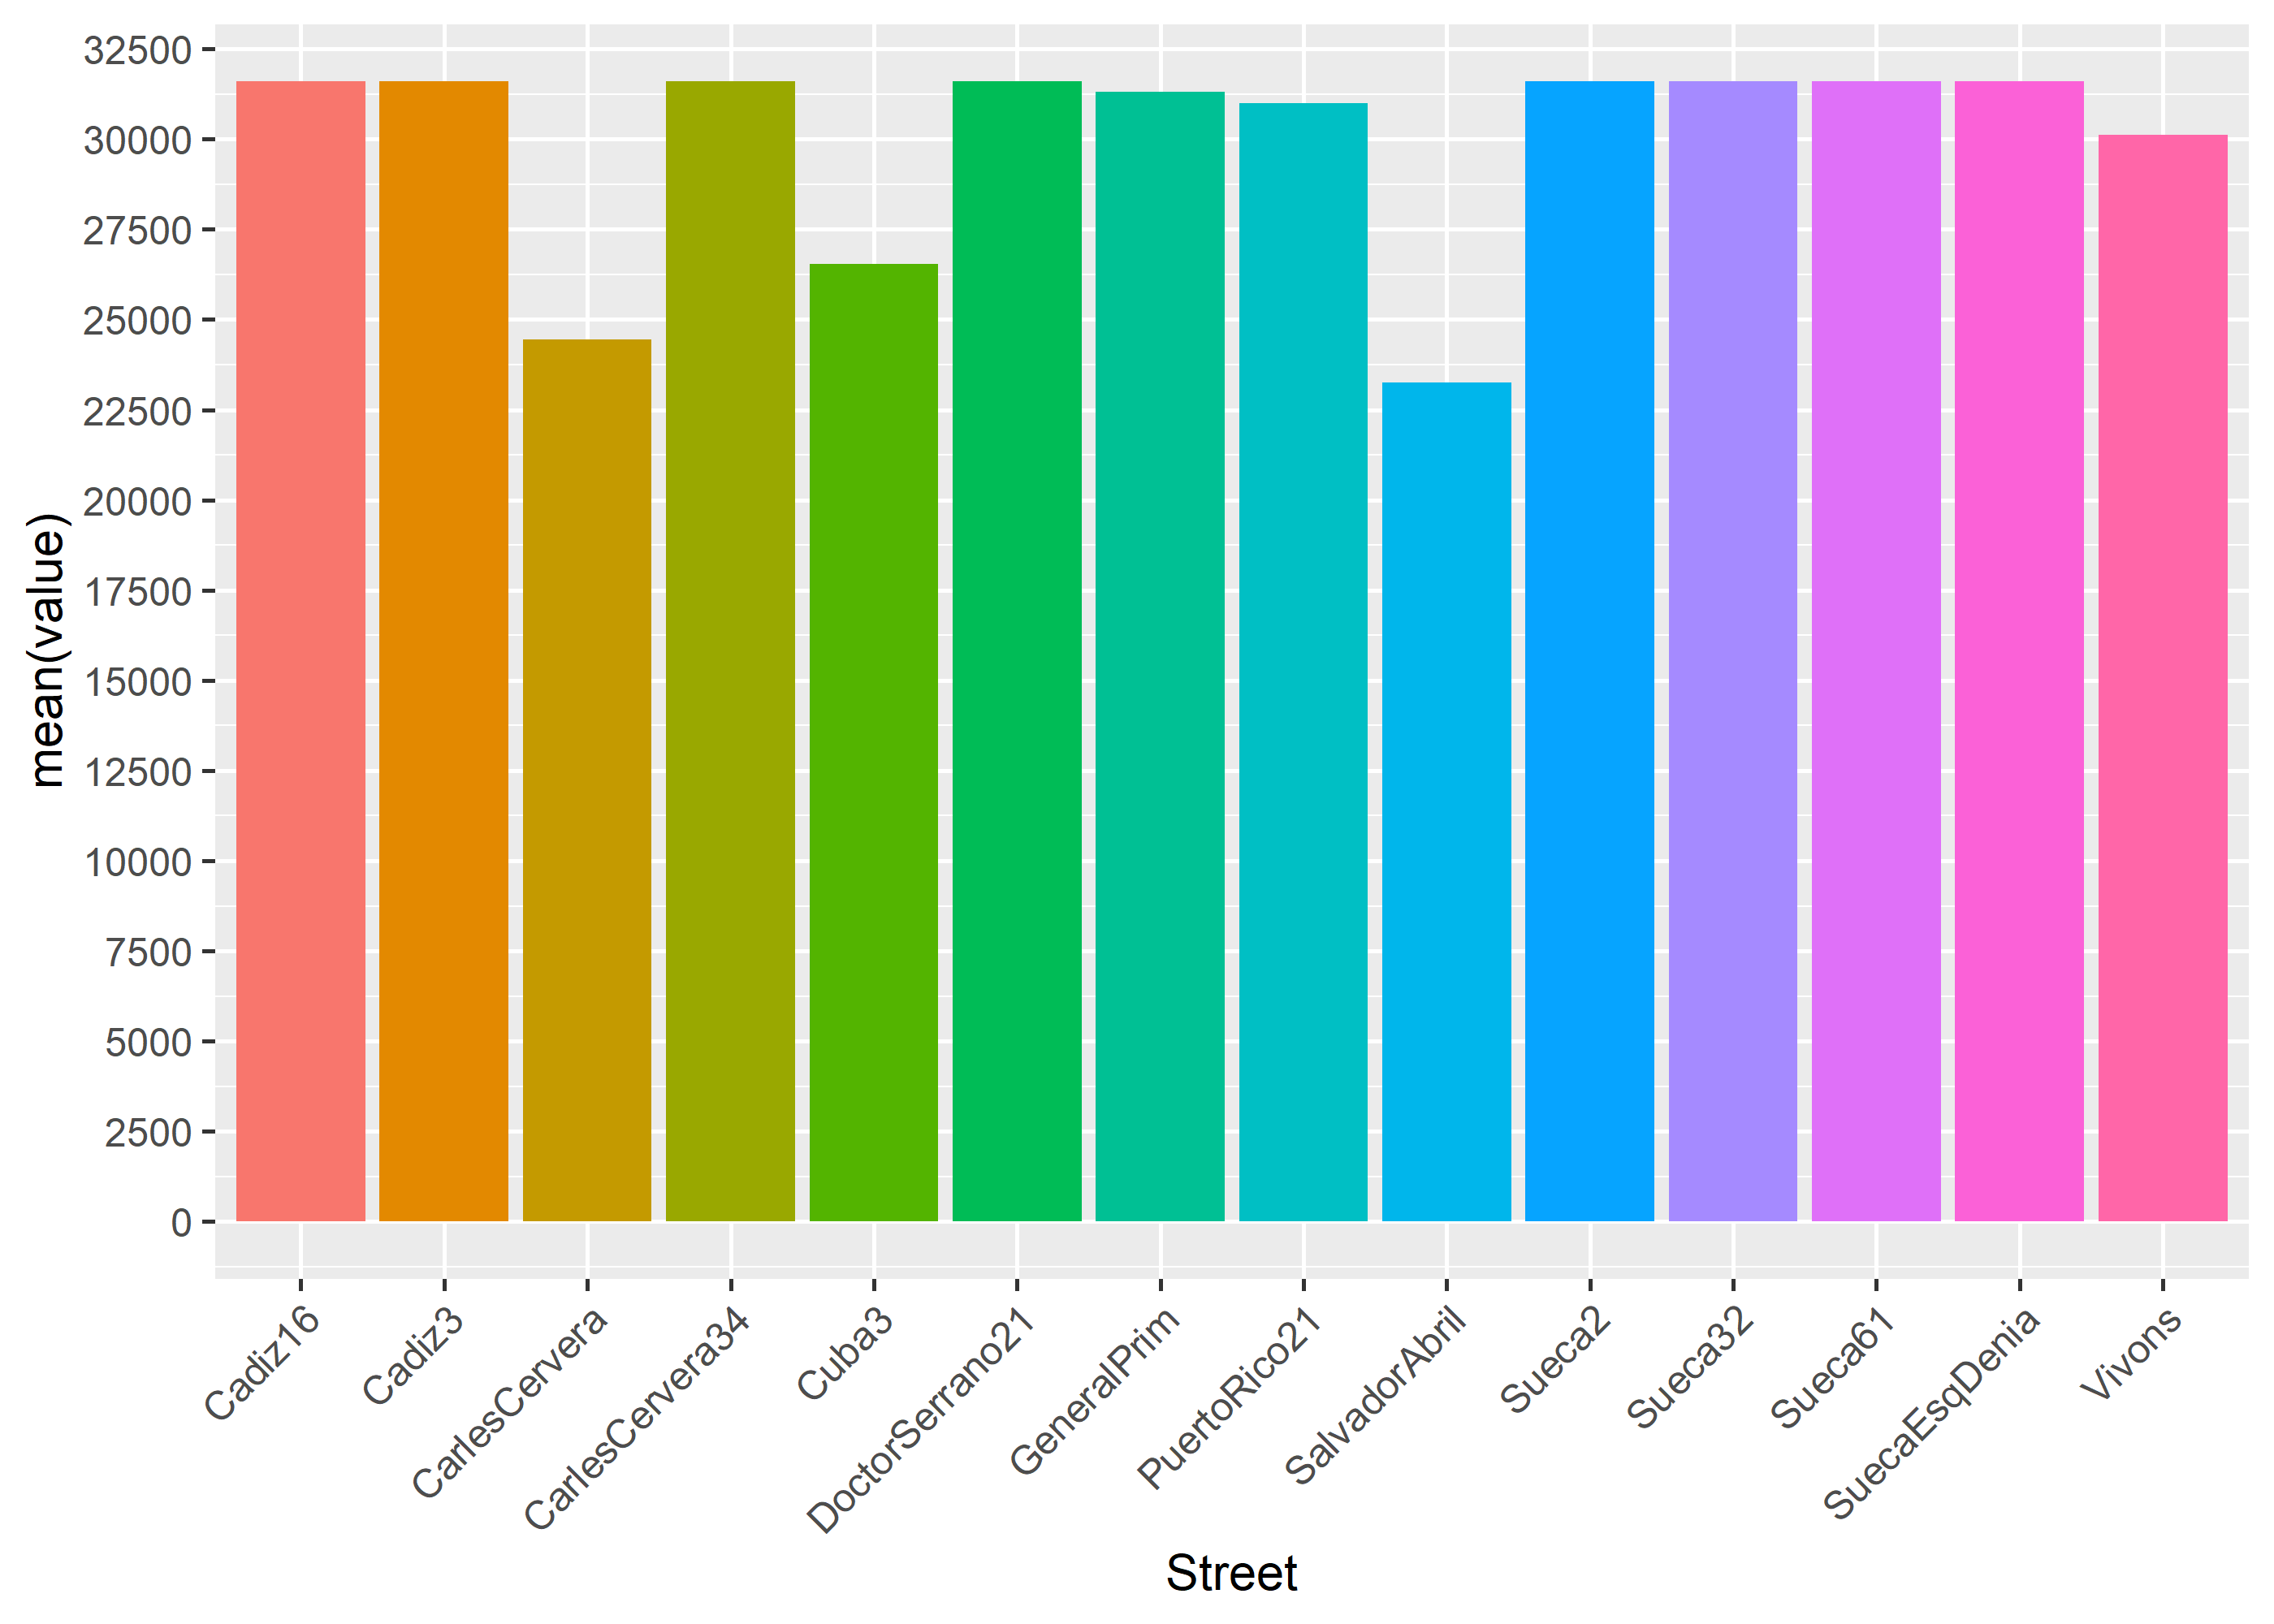 32500
30000
27500
25000
22500
20000
17500
15000
12500
10000
7500
5000
2500
0
mean(value)
Cadiz16
Cadiz3
CarlesCervera
CarlesCervera34
Cuba3
DoctorSerrano21
GeneralPrim
PuertoRico21
SalvadorAbril
Sueca2
Sueca32
Sueca61
SuecaEsqDenia
Vivons
Street